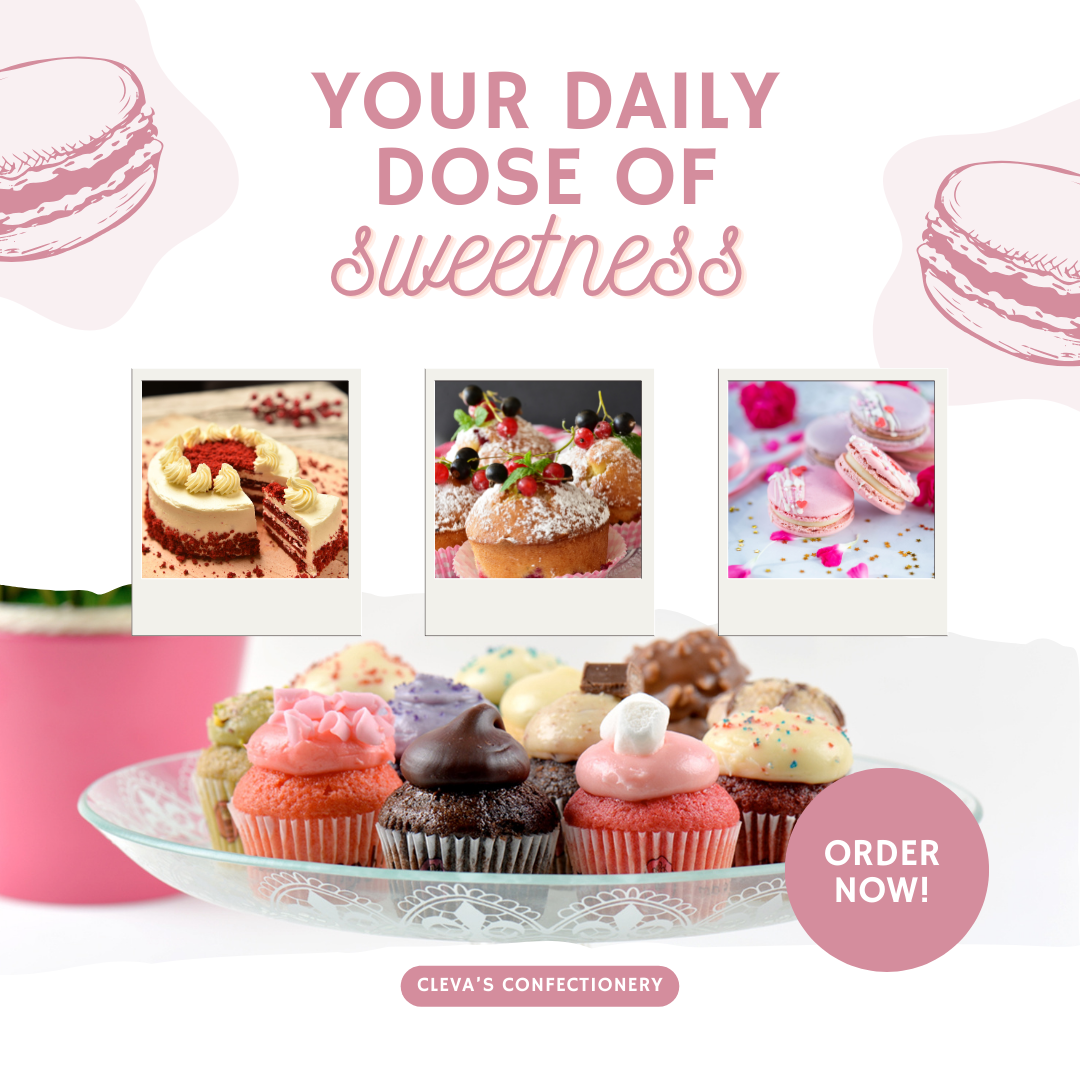 YOUR DAILY
DOSE OF
sweetness
ORDER
NOW!
CLEVA'S CONFECTIONERY